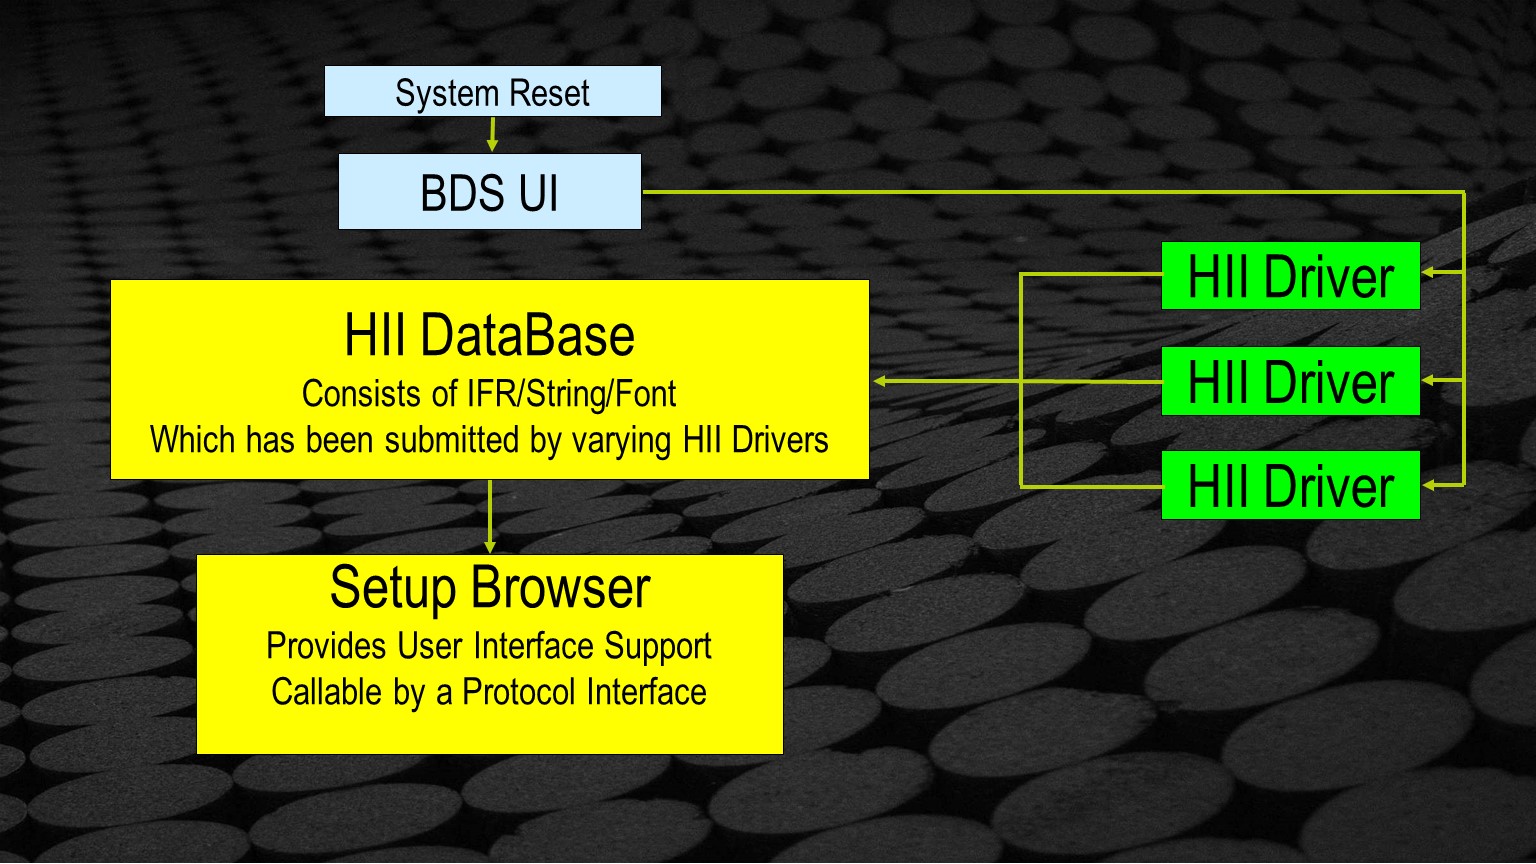 System Reset
BDS UI
HII DataBase
Consists of IFR/String/Font
Which has been submitted by varying HII Drivers
HII Driver
HII Driver
HII Driver
Setup Browser
Provides User Interface Support
Callable by a Protocol Interface